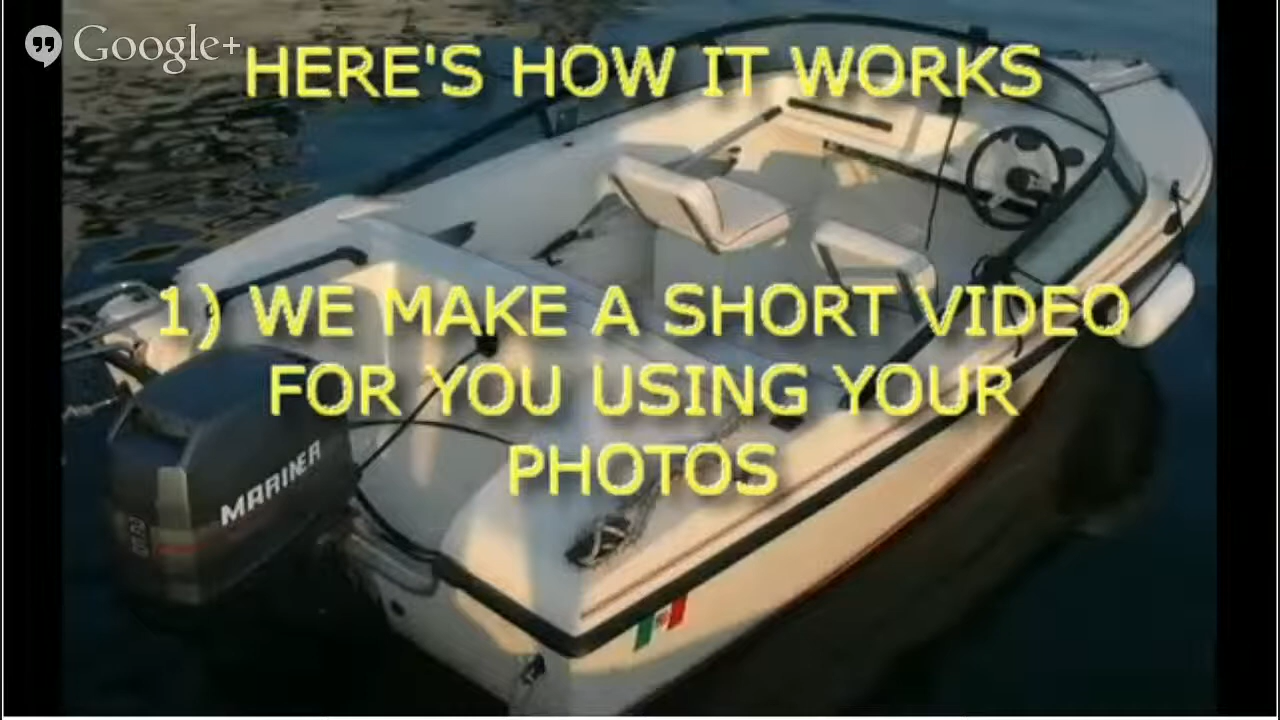 Google+
HERE'S HOW IT WORKS
1) WE MAKE A SHORT VIDEO
FOR YOU USING YOUR
PHOTOS
MARINER